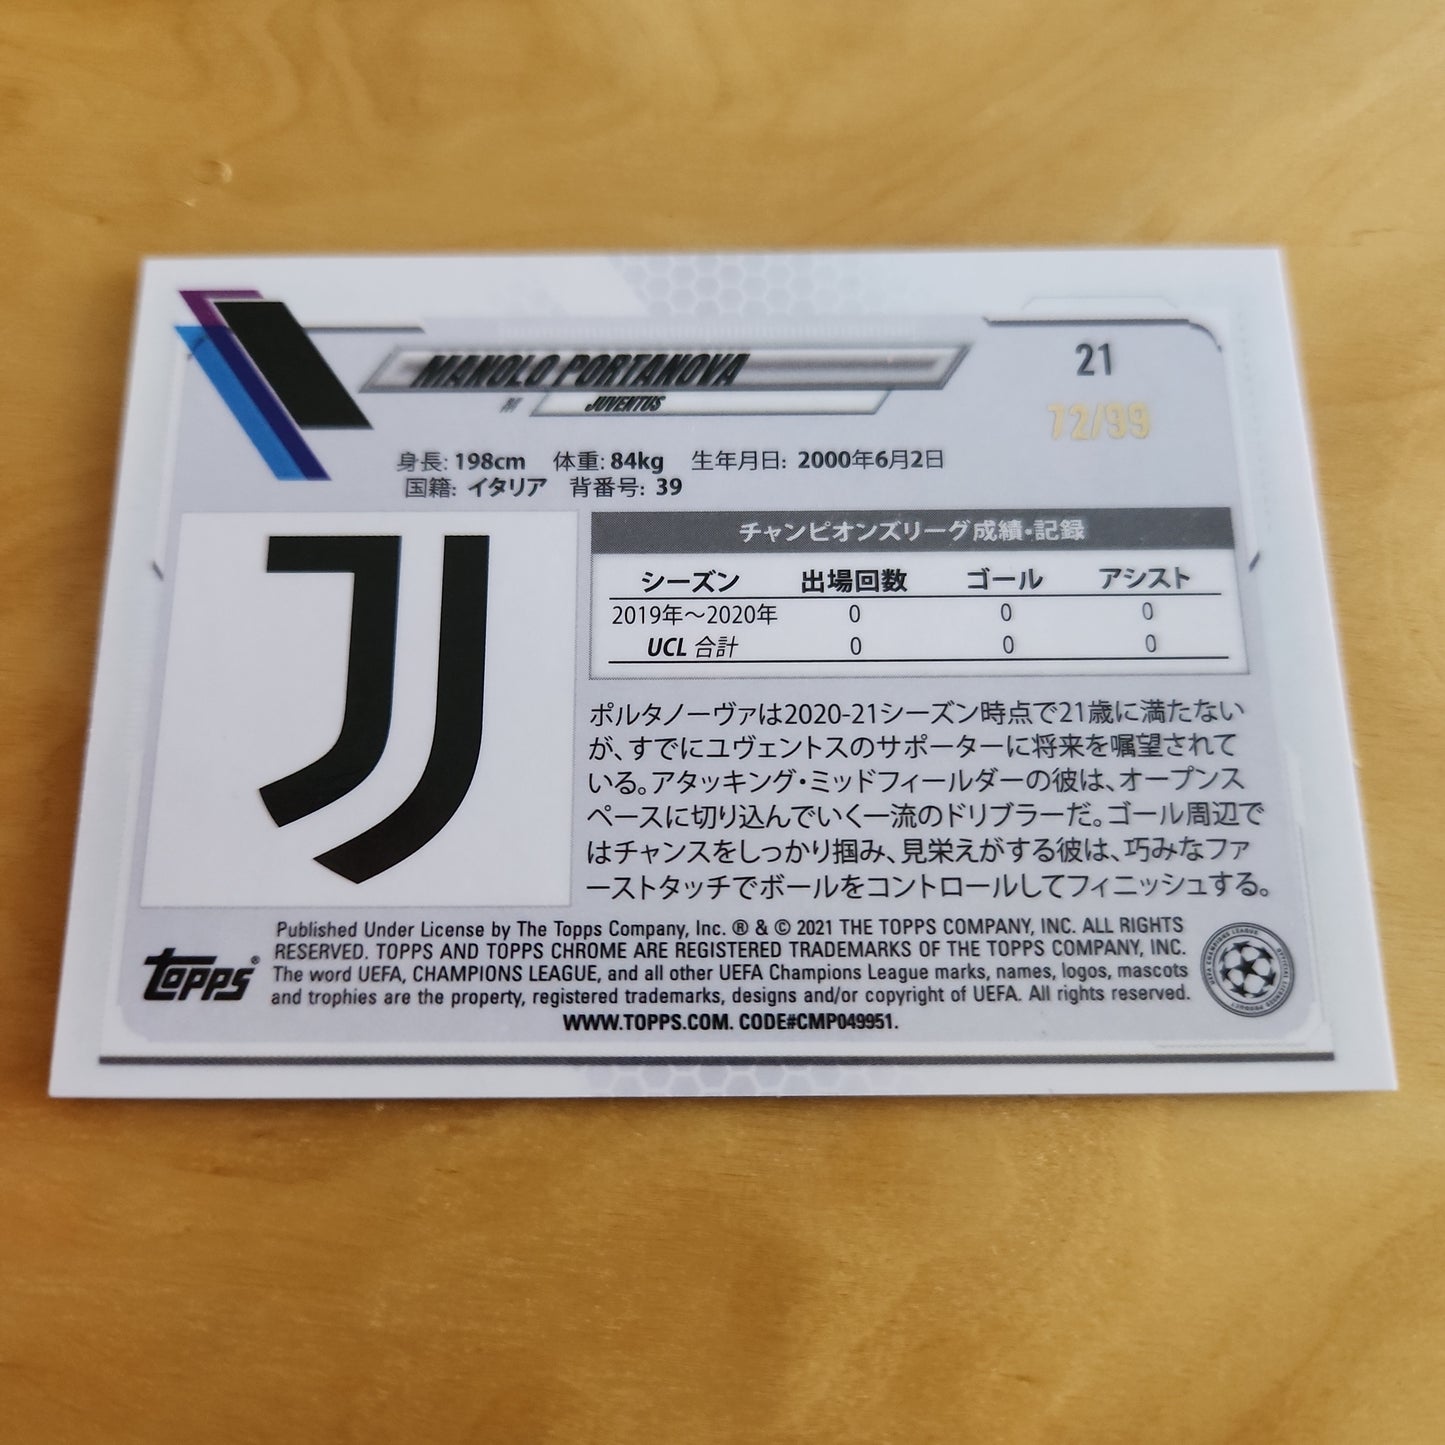 MANOLO PORTANOVA
21
M JUVENTUS
72/99
身長: 198cm 体重: 84kg 生年月日: 2000年6月2日
国籍: イタリア 背番号: 39
チャンピオンズリーグ成績・記録
シーズン 出場回数 ゴール アシスト
2019年〜2020年 0 0 0
UCL 合計 0 0 0
ポルタノーヴァは2020-21シーズン時点で21歳に満たない
が、すでにユヴェントスのサポーターに将来を嘱望されて
いる。アタッキング・ミッドフィールダーの彼は、オープンス
ペースに切り込んでいく一流のドリブラーだ。ゴール周辺で
はチャンスをしっかり掴み、見栄えがする彼は、巧みなファ
ーストタッチでボールをコントロールしてフィニッシュする。
Published Under License by The Topps Company, Inc. ® & © 2021 THE TOPPS COMPANY, INC. ALL RIGHTS
RESERVED. TOPPS AND TOPPS CHROME ARE REGISTERED TRADEMARKS OF THE TOPPS COMPANY, INC.
The word UEFA, CHAMPIONS LEAGUE, and all other UEFA Champions League marks, names, logos, mascots
and trophies are the property, registered trademarks, designs and/or copyright of UEFA. All rights reserved.
WWW.TOPPS.COM. CODE#CMP049951.
topps®
UEFA CHAMPIONS LEAGUE OFFICIAL LICENSED PRODUCT